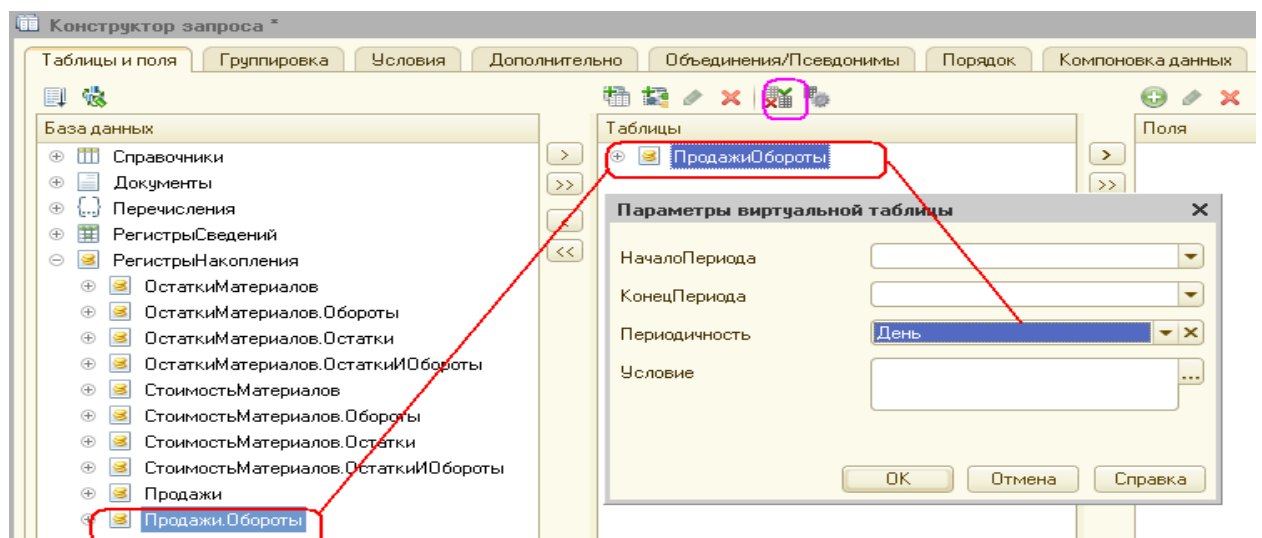 Конструктор запроса *
Таблицы и поля
Группировка
Условия
Дополнительно
Объединения/Псевдонимы
Порядок
Компоновка данных
База данных
Справочники
Документы
Перечисления
РегистрыСведений
РегистрыНакопления
ОстаткиМатериалов
ОстаткиМатериалов.Обороты
ОстаткиМатериалов.Остатки
ОстаткиМатериалов.ОстаткиИОбороты
СтоимостьМатериалов
СтоимостьМатериалов.Обороты
СтоимостьМатериалов.Остатки
СтоимостьМатериалов.ОстаткиИОбороты
Продажи
Продажи.Обороты
>
>>
<
<<
Таблицы
ПродажиОбороты
>
>>
Поля
Параметры виртуальной таблицы
НачалоПериода
КонецПериода
Периодичность
День
Условие
...
ОК
Отмена
Справка